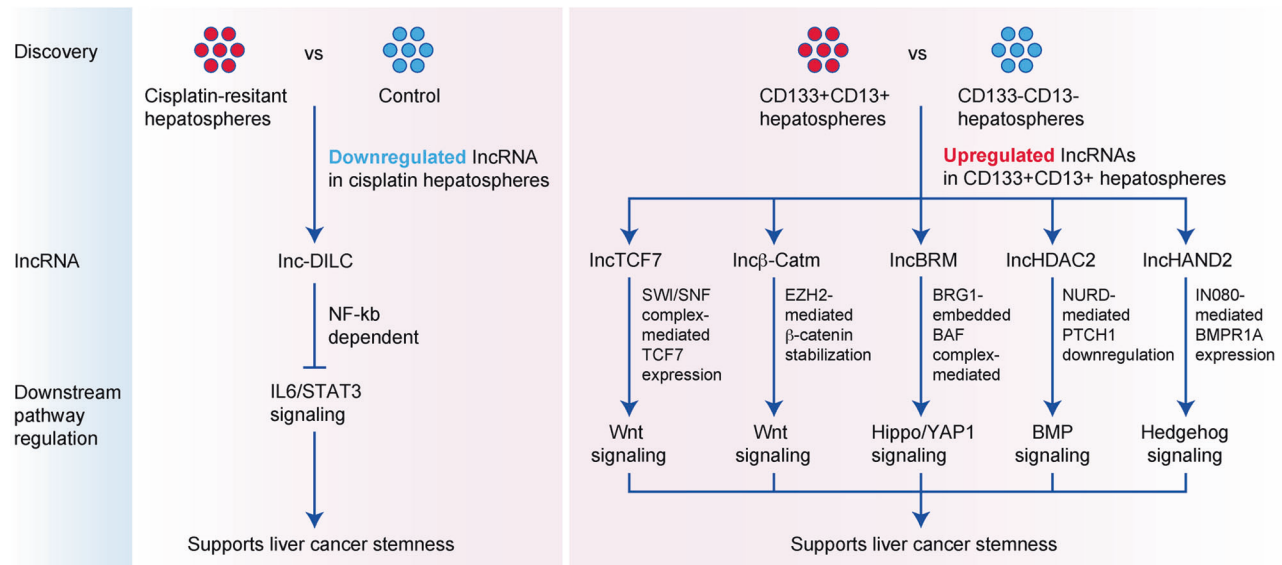 Discovery
vs
Cisplatin-resitant
hepatospheres
Control
Downregulated lncRNA
in cisplatin hepatospheres
vs
CD133+CD13+
hepatospheres
CD133-CD13-
hepatospheres
Upregulated lncRNAs
in CD133+CD13+ hepatospheres
lncRNA
lnc-DILC
NF-kb
dependent
lncTCF7
lncβ-Catm
lncBRM
lncHDAC2
lncHAND2
SWI/SNF
complex-
mediated
TCF7
expression
EZH2-
mediated
β-catenin
stabilization
BRG1-
embedded
BAF
complex-
mediated
NURD-
mediated
PTCH1
downregulation
IN080-
mediated
BMPR1A
expression
Downstream
pathway
regulation
IL6/STAT3
signaling
Wnt
signaling
Wnt
signaling
Hippo/YAP1
signaling
BMP
signaling
Hedgehog
signaling
Supports liver cancer stemness
Supports liver cancer stemness